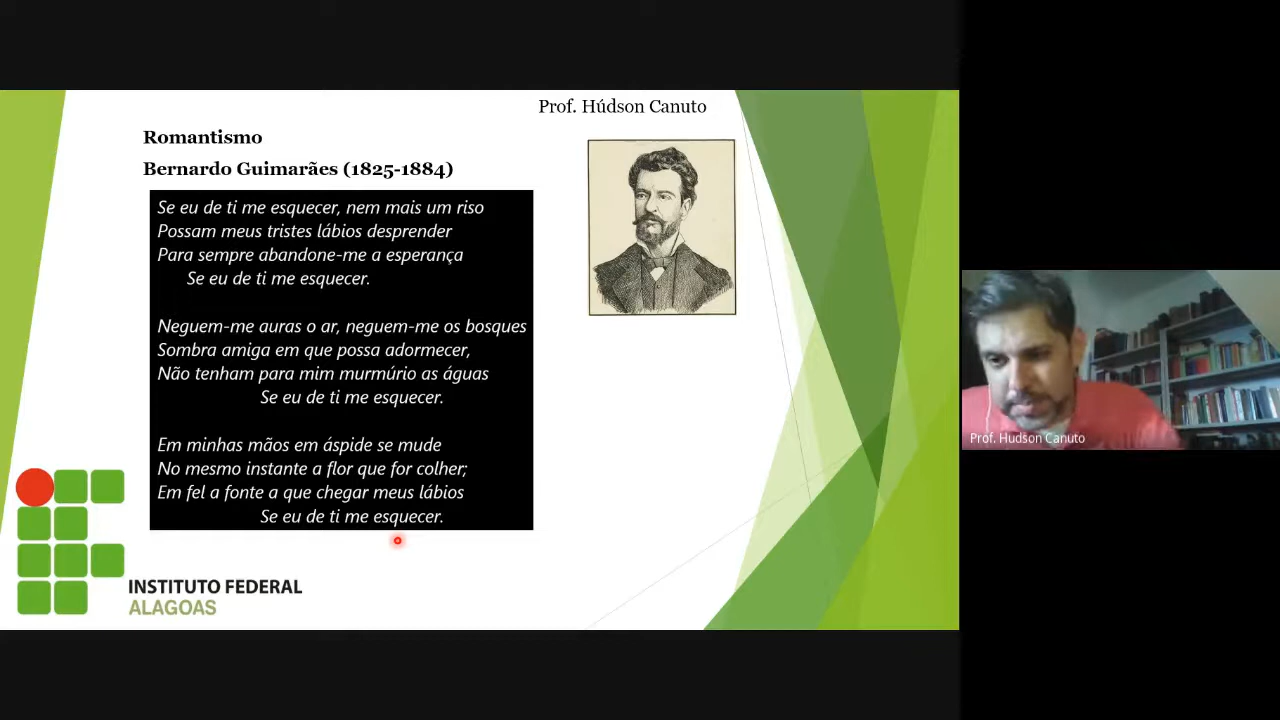 Prof. Húdson Canuto
Romantismo
Bernardo Guimarães (1825-1884)
Se eu de ti me esquecer, nem mais um riso
Possam meus tristes lábios desprender
Para sempre abandone-me a esperança
Se eu de ti me esquecer.
Neguem-me auras o ar, neguem-me os bosques
Sombra amiga em que possa adormecer,
Não tenham para mim murmúrio as águas
Se eu de ti me esquecer.
Em minhas mãos em áspide se mude
No mesmo instante a flor que for colher;
Em fel a fonte a que chegar meus lábios
Se eu de ti me esquecer.
INSTITUTO FEDERAL
ALAGOAS
Prof. Hudson Canuto